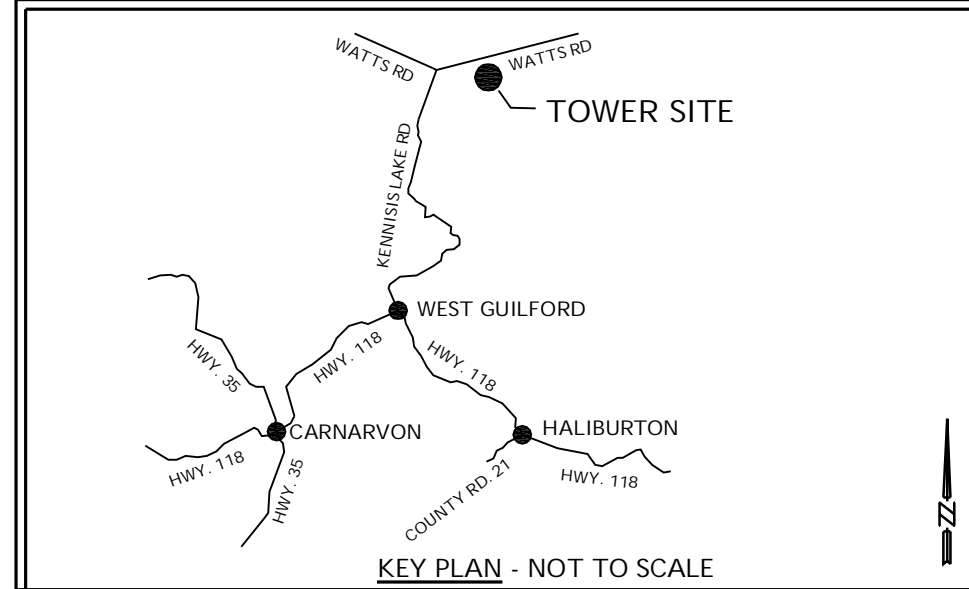 WATTS RD
WATTS RD
TOWER SITE
KENNISIS LAKE RD
WEST GUILFORD
HWY. 118
HWY. 118
HWY. 35
CARNARVON
HALIBURTON
HWY. 118
HWY. 35
COUNTY RD. 21
HWY. 118
N
KEY PLAN - NOT TO SCALE